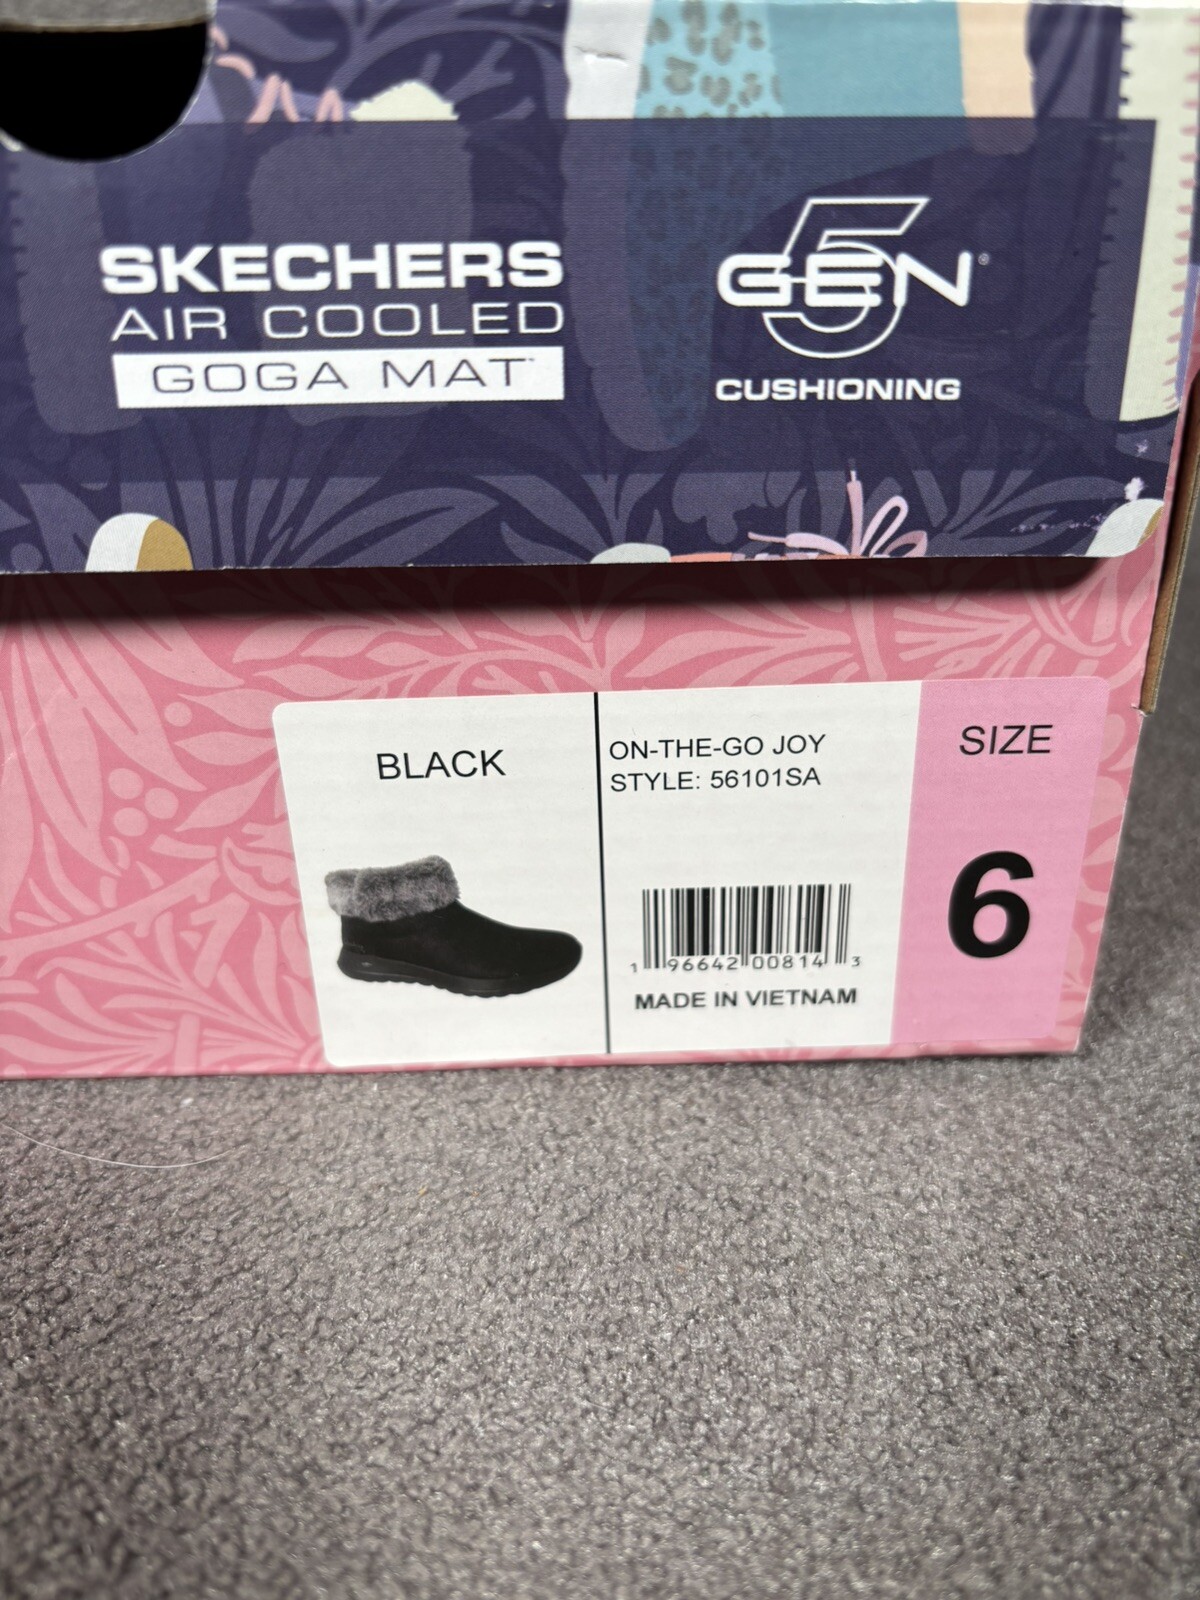 SKECHERS
AIR COOLED
GOGA MAT™
5
GEN®
CUSHIONING
BLACK
ON-THE-GO JOY
STYLE: 56101SA
SIZE
6
1 96642 00814 3
MADE IN VIETNAM